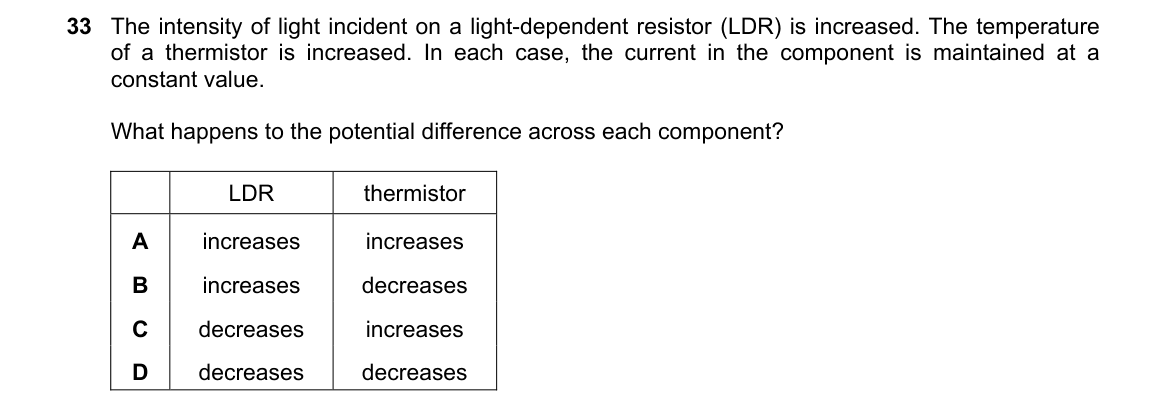 33 The intensity of light incident on a light-dependent resistor (LDR) is increased. The temperature
of a thermistor is increased. In each case, the current in the component is maintained at a
constant value.
What happens to the potential difference across each component?
LDR thermistor
A increases increases
B increases decreases
C decreases increases
D decreases decreases